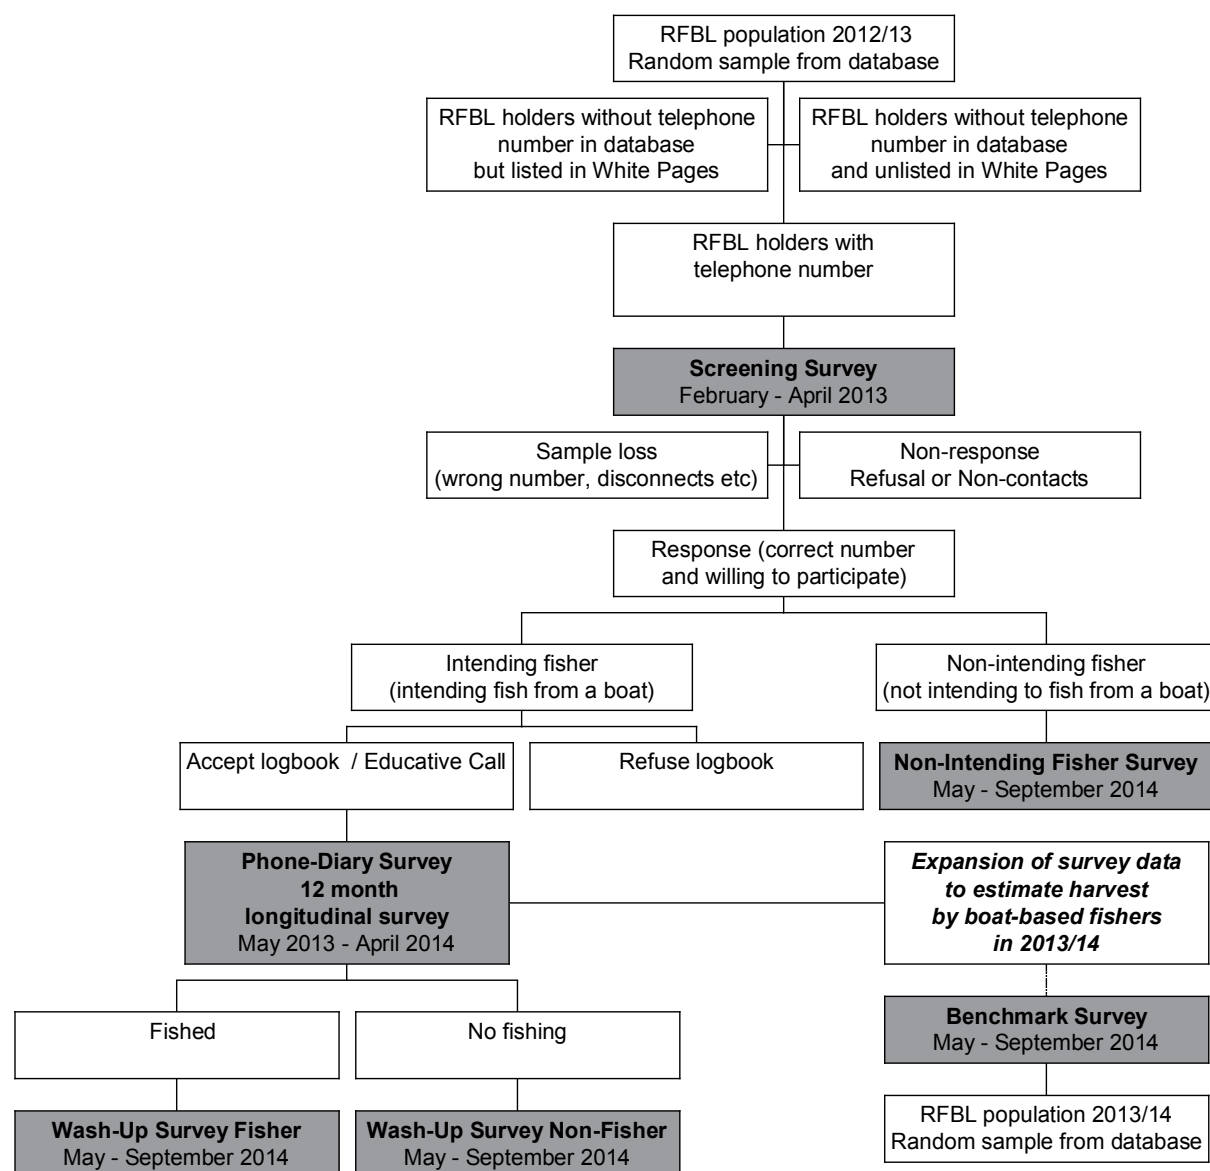 RFBL population 2012/13
Random sample from database
RFBL holders without telephone
number in database
but listed in White Pages
RFBL holders without telephone
number in database
and unlisted in White Pages
RFBL holders with
telephone number
Screening Survey
February - April 2013
Sample loss
(wrong number, disconnects etc)
Non-response
Refusal or Non-contacts
Response (correct number
and willing to participate)
Intending fisher
(intending fish from a boat)
Non-intending fisher
(not intending to fish from a boat)
Accept logbook / Educative Call
Refuse logbook
Non-Intending Fisher Survey
May - September 2014
Phone-Diary Survey
12 month
longitudinal survey
May 2013 - April 2014
Expansion of survey data
to estimate harvest
by boat-based fishers
in 2013/14
Fished
No fishing
Benchmark Survey
May - September 2014
Wash-Up Survey Fisher
May - September 2014
Wash-Up Survey Non-Fisher
May - September 2014
RFBL population 2013/14
Random sample from database